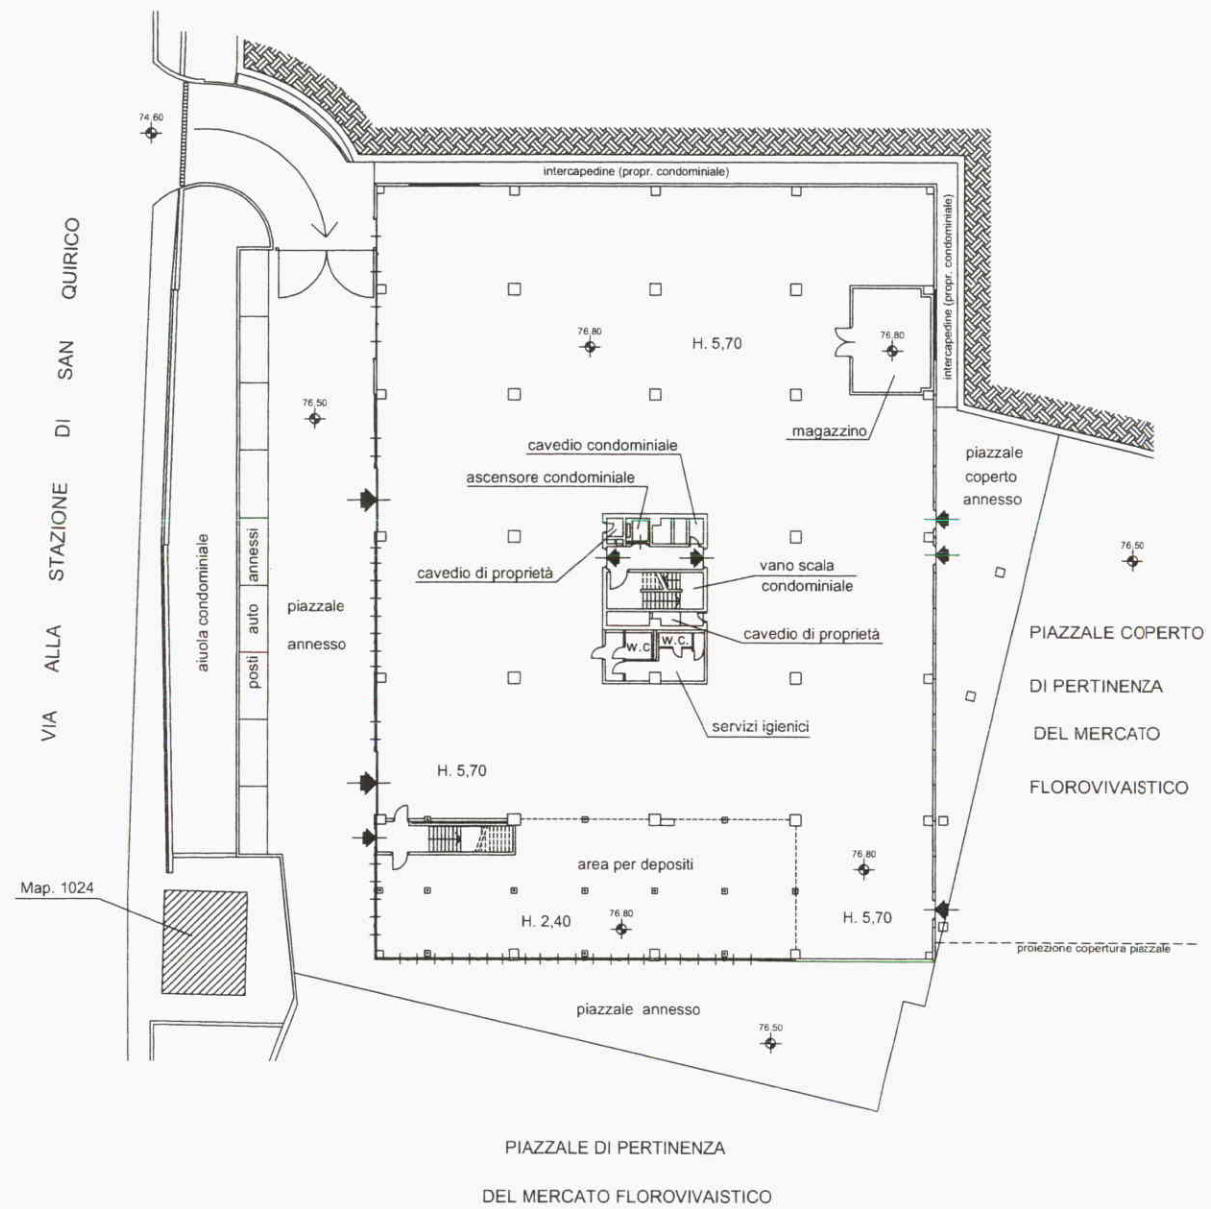 74,60
intercapedine (propr. condominiale)
intercapedine (propr. condominiale)
VIA ALLA STAZIONE DI SAN QUIRICO
76,80
H. 5,70
76,80
76,50
magazzino
cavedio condominiale
ascensore condominiale
piazzale
coperto
annesso
aiuola condominiale
posti auto annessi
piazzale
annesso
cavedio di proprietà
vano scala
condominiale
76,50
cavedio di proprietà
W.C
W.C.
servizi igienici
PIAZZALE COPERTO
DI PERTINENZA
DEL MERCATO
FLOROVIVAISTICO
H. 5,70
area per depositi
76,80
Map. 1024
H. 2,40
76,80
H. 5,70
proiezione copertura piazzale
piazzale annesso
76,50
PIAZZALE DI PERTINENZA
DEL MERCATO FLOROVIVAISTICO